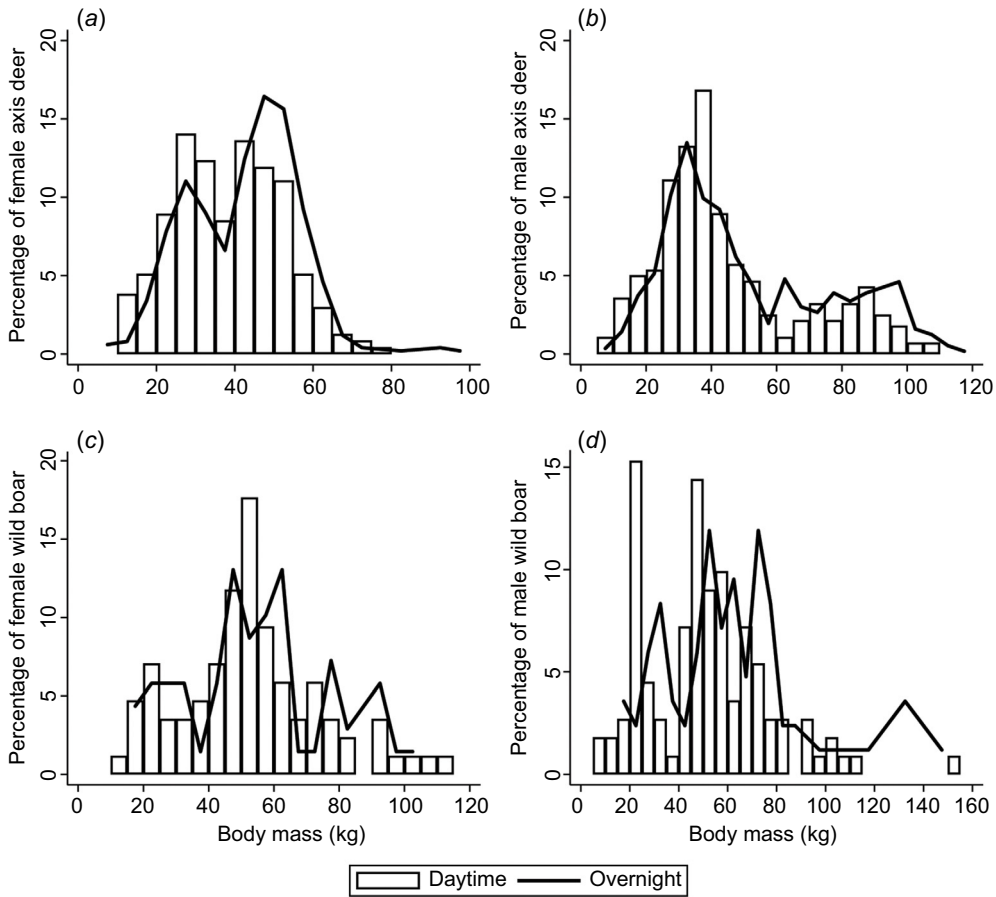 (a)
Percentage of female axis deer
20
15
10
5
0
0 20 40 60 80 100
(b)
Percentage of male axis deer
20
15
10
5
0
0 20 40 60 80 100 120
(c)
Percentage of female wild boar
20
15
10
5
0
0 20 40 60 80 100 120
Body mass (kg)
(d)
Percentage of male wild boar
15
10
5
0
0 20 40 60 80 100 120 140 160
Body mass (kg)
Daytime Overnight